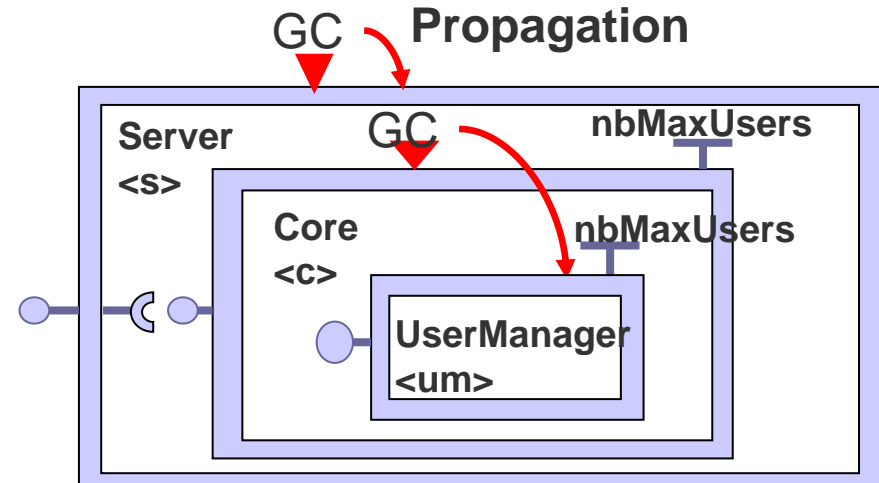 GC
Propagation
Server
<s>
GC
nbMaxUsers
Core
<c>
nbMaxUsers
UserManager
<um>